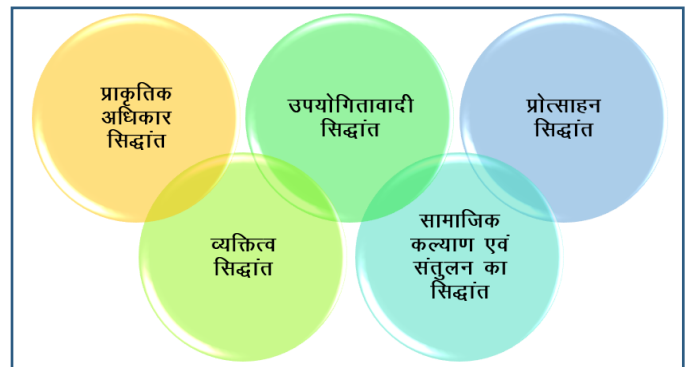 प्राकृतिक
अधिकार
सिद्धांत
उपयोगितावादी
सिद्धांत
प्रोत्साहन
सिद्धांत
व्यक्तित्व
सिद्धांत
सामाजिक
कल्याण एवं
संतुलन का
सिद्धांत